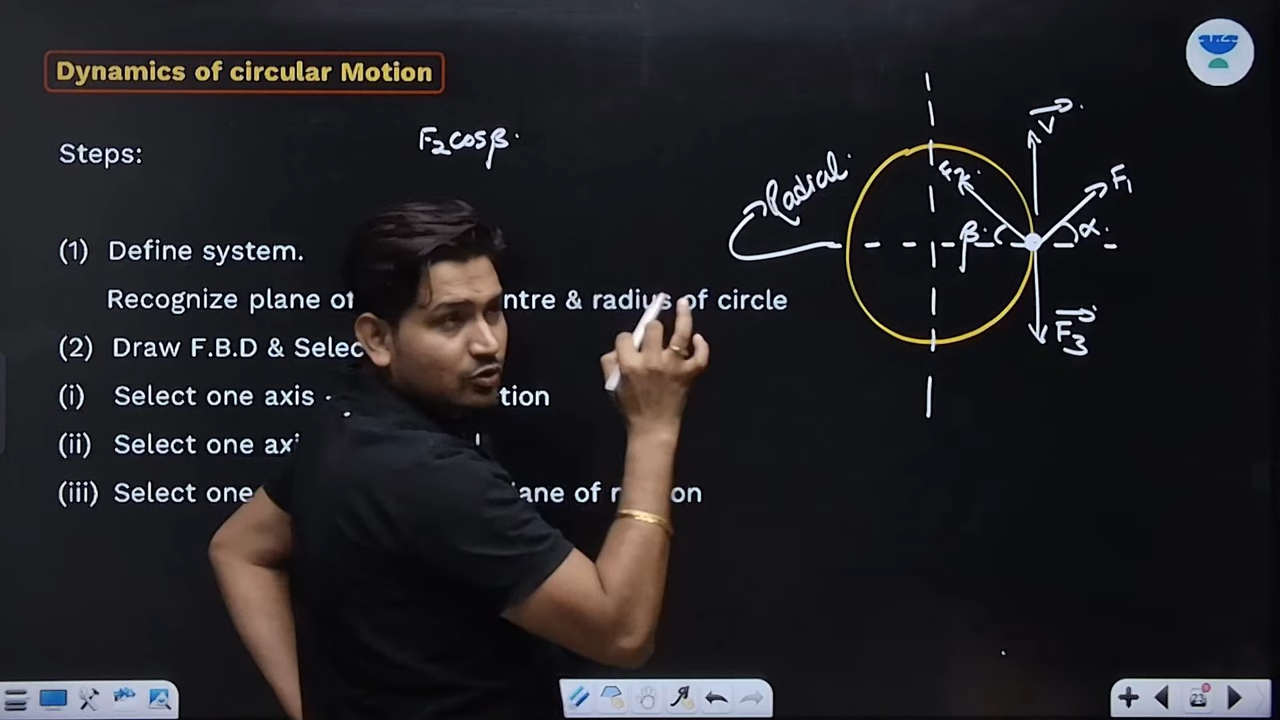 Dynamics of circular Motion
Steps:
F₂cosβ.
(1) Define system.
Recognize plane of ntre & radius of circle
(2) Draw F.B.D & Selec
(i) Select one axis - tion
(ii) Select one axi
(iii) Select one lane of on
Radial
V
F₁
β
α
F₃
23